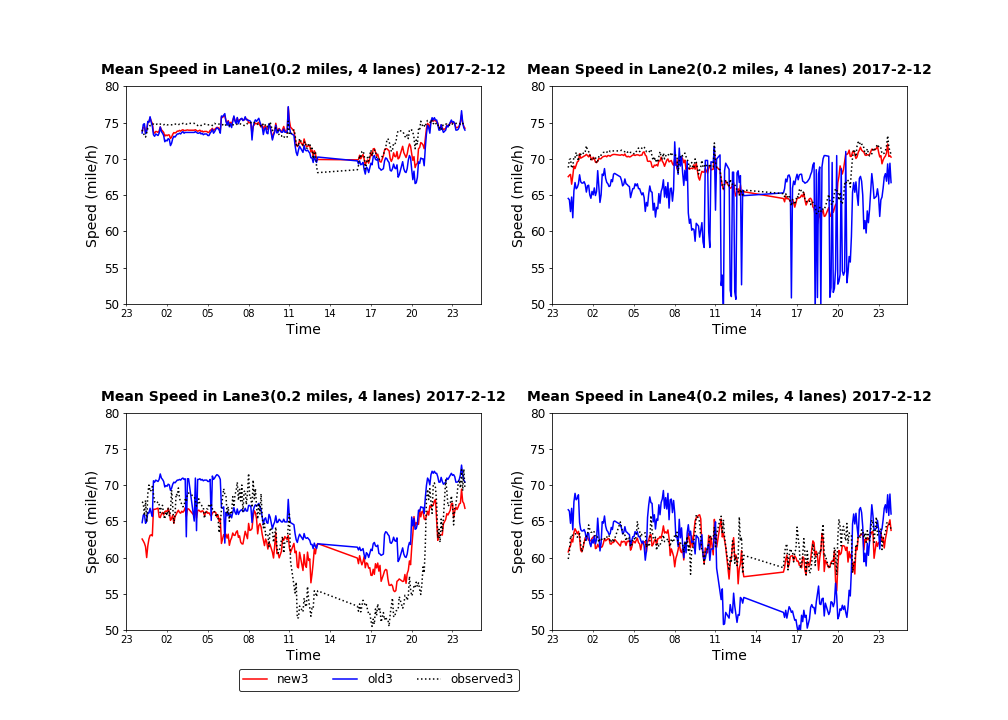 Mean Speed in Lane1(0.2 miles, 4 lanes) 2017-2-12
80
75
70
65
60
55
50
Speed (mile/h)
23 02 05 08 11 14 17 20 23
Time
Mean Speed in Lane2(0.2 miles, 4 lanes) 2017-2-12
80
75
70
65
60
55
50
Speed (mile/h)
23 02 05 08 11 14 17 20 23
Time
Mean Speed in Lane3(0.2 miles, 4 lanes) 2017-2-12
80
75
70
65
60
55
50
Speed (mile/h)
23 02 05 08 11 14 17 20 23
Time
Mean Speed in Lane4(0.2 miles, 4 lanes) 2017-2-12
80
75
70
65
60
55
50
Speed (mile/h)
23 02 05 08 11 14 17 20 23
Time
new3 old3 observed3